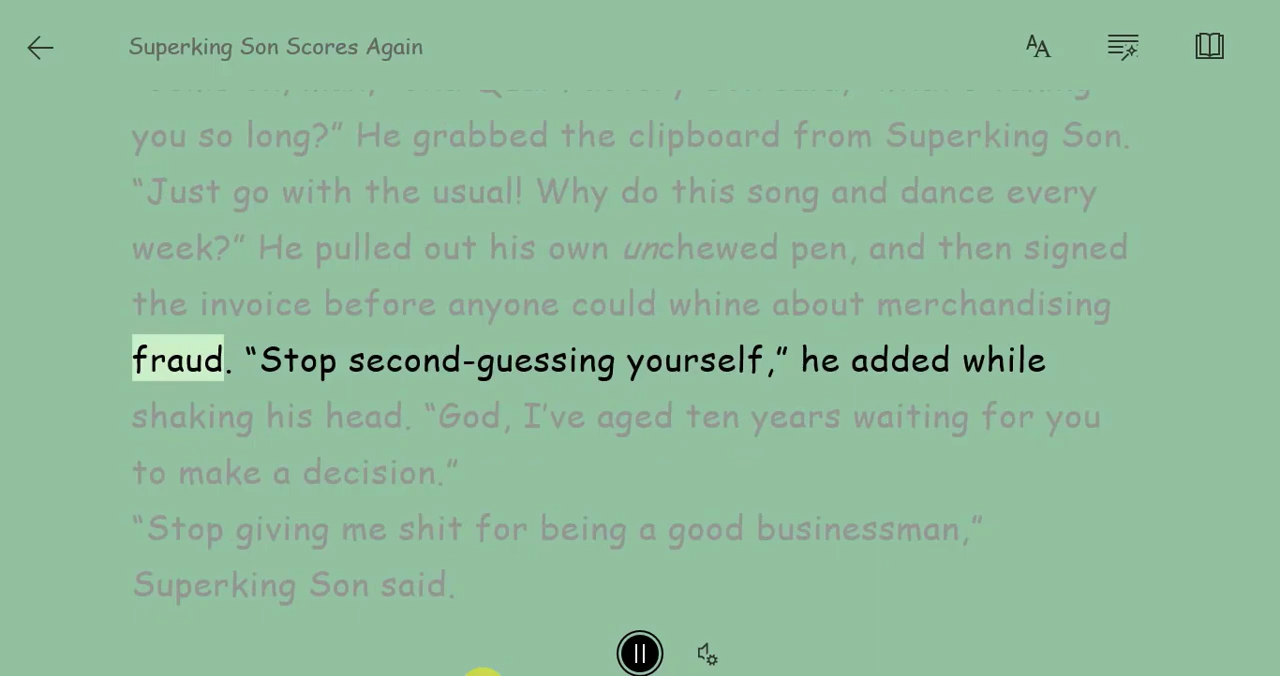 Superking Son Scores Again
you so long?” He grabbed the clipboard from Superking Son.
“Just go with the usual! Why do this song and dance every
week?” He pulled out his own unchewed pen, and then signed
the invoice before anyone could whine about merchandising
fraud. “Stop second-guessing yourself,” he added while
shaking his head. “God, I’ve aged ten years waiting for you
to make a decision.”
“Stop giving me shit for being a good businessman,”
Superking Son said.